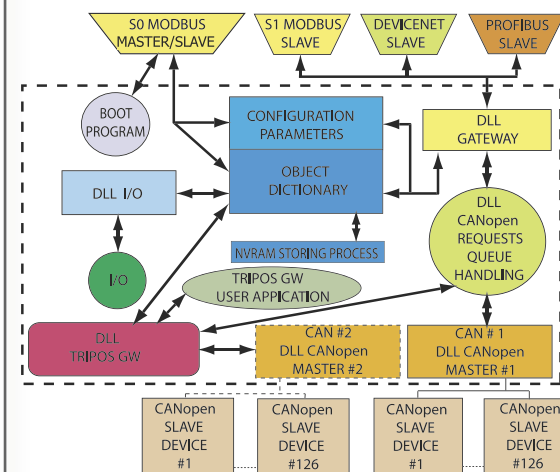 S0 MODBUS
MASTER/SLAVE
S1 MODBUS
SLAVE
DEVICENET
SLAVE
PROFIBUS
SLAVE
BOOT
PROGRAM
CONFIGURATION
PARAMETERS
DLL
GATEWAY
DLL I/O
OBJECT
DICTIONARY
DLL
CANopen
REQUESTS
QUEUE
HANDLING
NVRAM STORING PROCESS
I/O
TRIPOS GW
USER APPLICATION
DLL
TRIPOS GW
CAN #2
DLL CANopen
MASTER #2
CAN # 1
DLL CANopen
MASTER #1
CANopen
SLAVE
DEVICE
#1
CANopen
SLAVE
DEVICE
#126
CANopen
SLAVE
DEVICE
#1
CANopen
SLAVE
DEVICE
#126